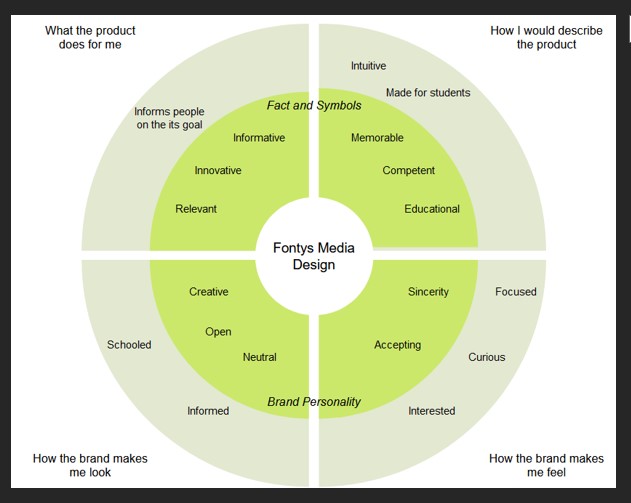 What the product
does for me
How I would describe
the product
Intuitive
Made for students
Informs people
on the its goal
Fact and Symbols
Informative
Memorable
Innovative
Competent
Relevant
Educational
Fontys Media
Design
Creative
Sincerity
Focused
Open
Schooled
Accepting
Neutral
Curious
Brand Personality
Informed
Interested
How the brand makes
me look
How the brand makes
me feel